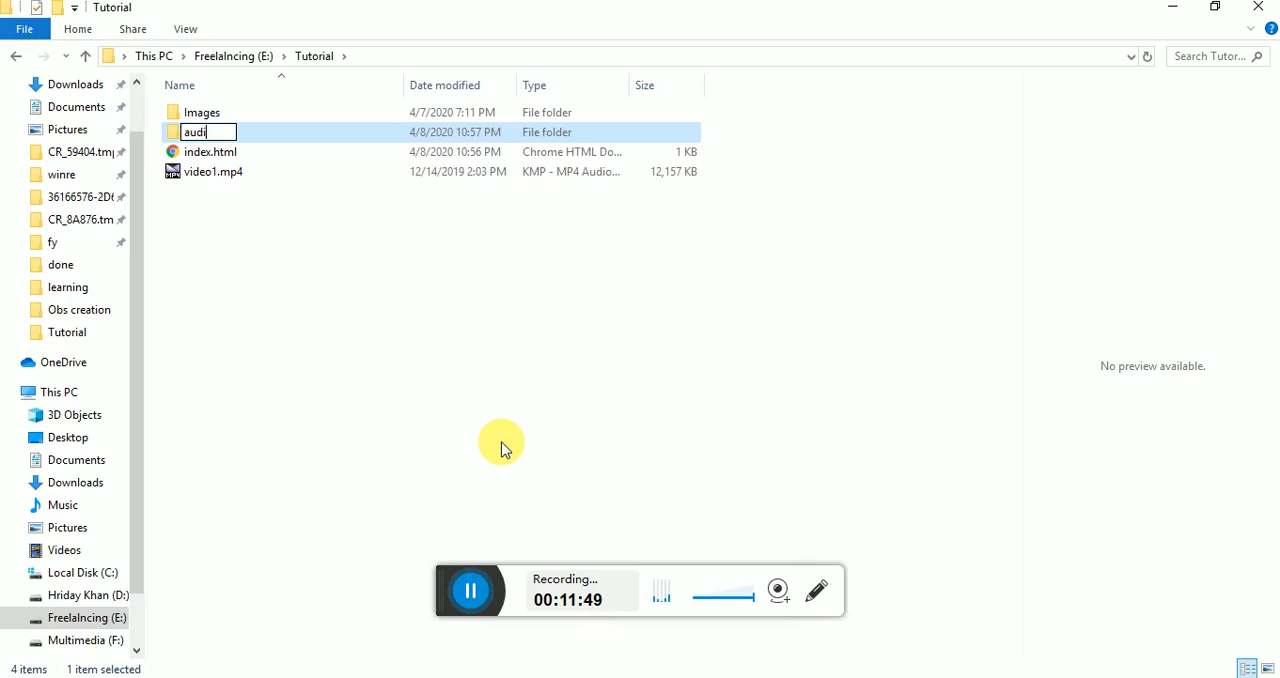 Tutorial
File Home Share View
This PC Freelalncing (E:) Tutorial Search Tutor...
Name Date modified Type Size
Images 4/7/2020 7:11 PM File folder
audi 4/8/2020 10:57 PM File folder
index.html 4/8/2020 10:56 PM Chrome HTML Do... 1 KB
video1.mp4 12/14/2019 2:03 PM KMP - MP4 Audio... 12,157 KB
Downloads
Documents
Pictures
CR_59404.tmp
winre
36166576-2D6
CR_8A876.tm
fy
done
learning
Obs creation
Tutorial
OneDrive
This PC
3D Objects
Desktop
Documents
Downloads
Music
Pictures
Videos
Local Disk (C:)
Hriday Khan (D:)
Freelalncing (E:)
Multimedia (F:)
No preview available.
Recording...
00:11:49
4 items 1 item selected